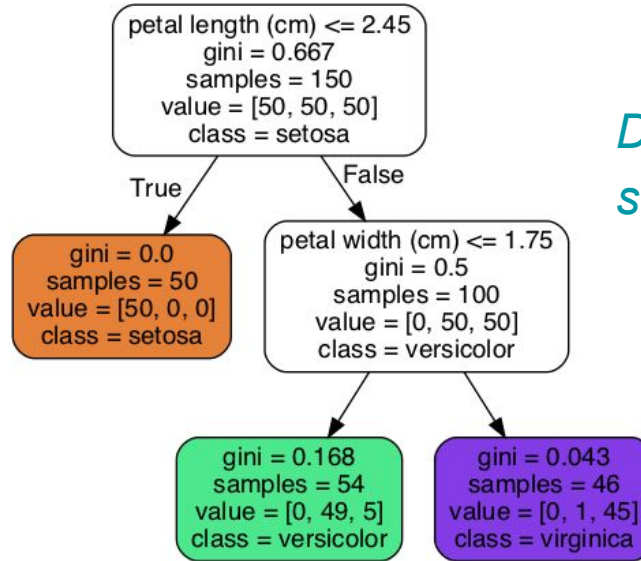 petal length (cm) <= 2.45
gini = 0.667
samples = 150
value = [50, 50, 50]
class = setosa
True
False
gini = 0.0
samples = 50
value = [50, 0, 0]
class = setosa
petal width (cm) <= 1.75
gini = 0.5
samples = 100
value = [0, 50, 50]
class = versicolor
gini = 0.168
samples = 54
value = [0, 49, 5]
class = versicolor
gini = 0.043
samples = 46
value = [0, 1, 45]
class = virginica